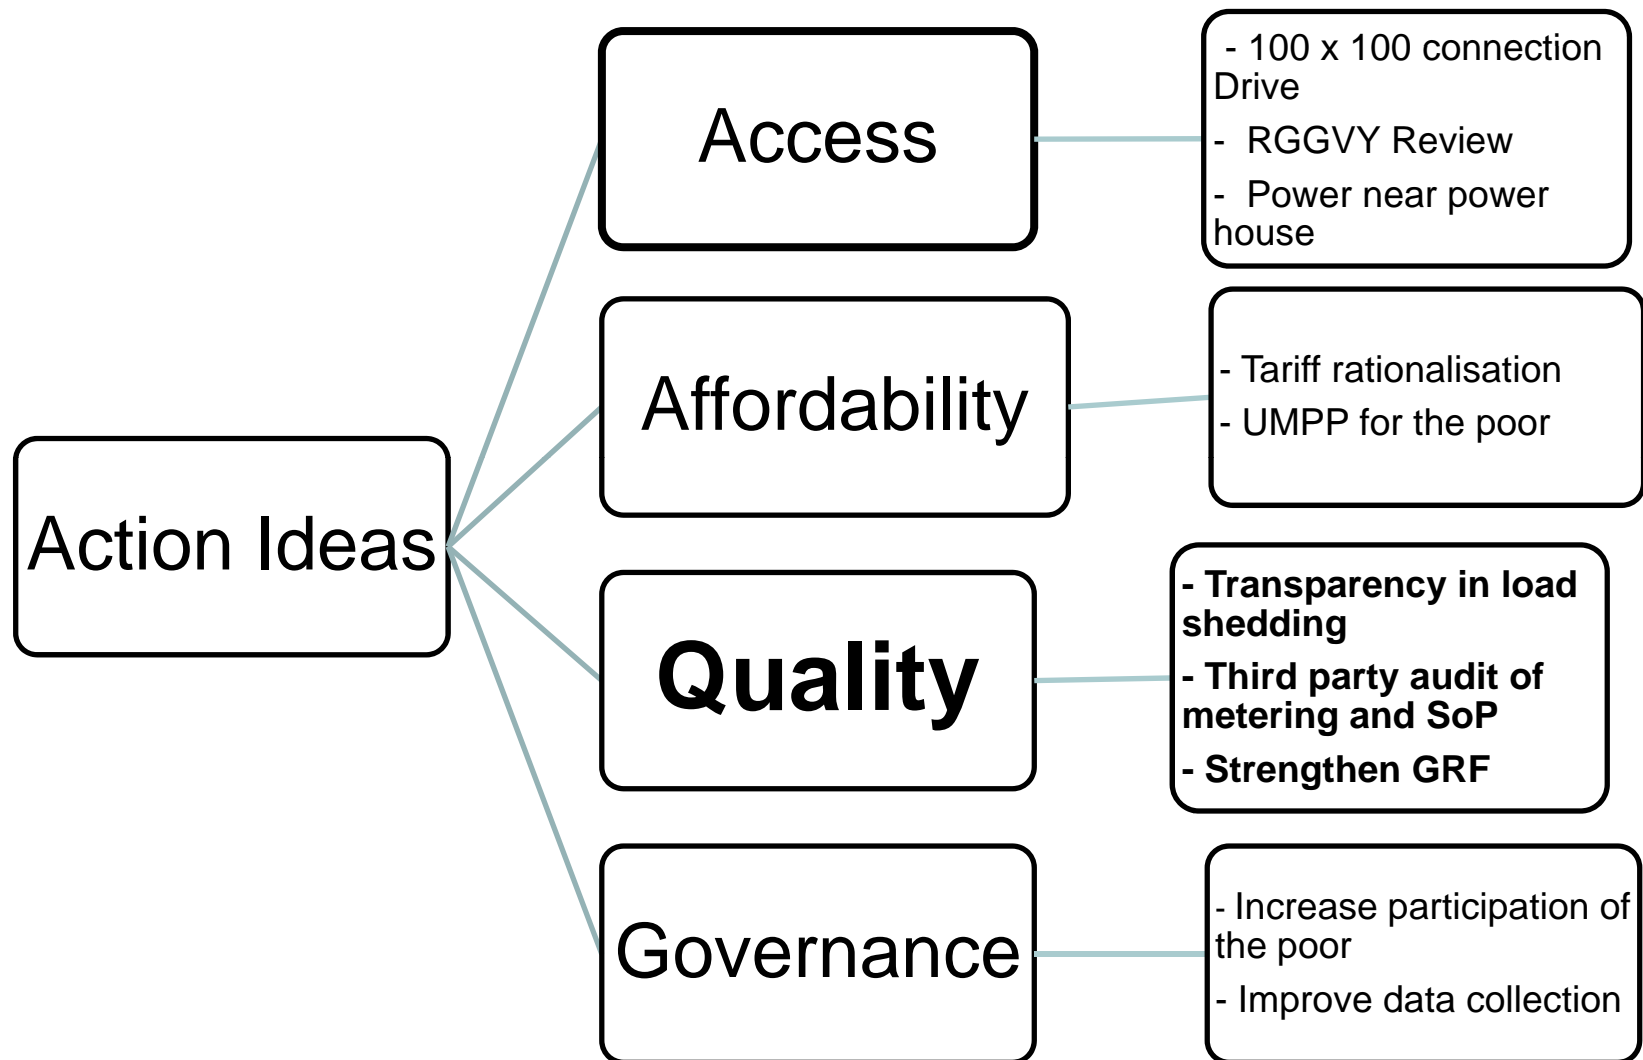 Action Ideas
Access
- 100 x 100 connection
Drive
- RGGVY Review
- Power near power
house
Affordability
- Tariff rationalisation
- UMPP for the poor
Quality
- Transparency in load
shedding
- Third party audit of
metering and SoP
- Strengthen GRF
Governance
- Increase participation of
the poor
- Improve data collection